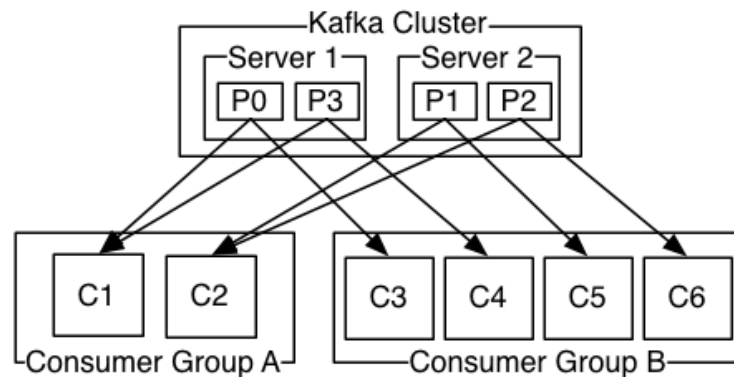 Kafka Cluster
Server 1 Server 2
P0 P3 P1 P2
C1 C2 C3 C4 C5 C6
Consumer Group A Consumer Group B